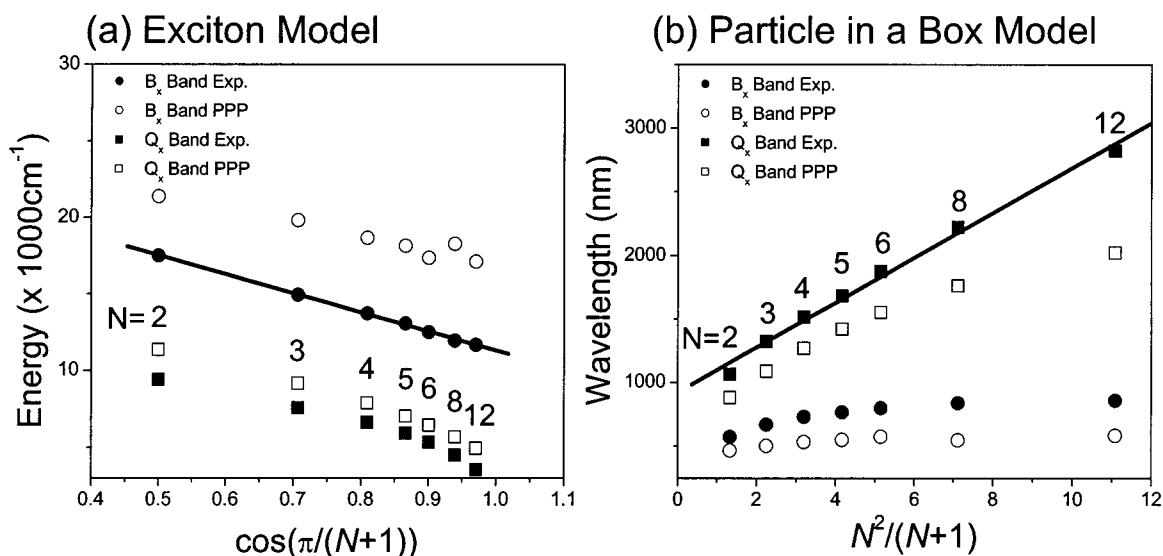 (a) Exciton Model
Energy (x 1000cm⁻¹)
30
20
10
B_x Band Exp.
B_x Band PPP
Q_x Band Exp.
Q_x Band PPP
N= 2
3
4
5
6
8
12
0.4 0.5 0.6 0.7 0.8 0.9 1.0 1.1
cos(π/(N+1))
(b) Particle in a Box Model
Wavelength (nm)
3000
2000
1000
B_x Band Exp.
B_x Band PPP
Q_x Band Exp.
Q_x Band PPP
N=2
3
4
5
6
8
12
0 2 4 6 8 10 12
N²/(N+1)